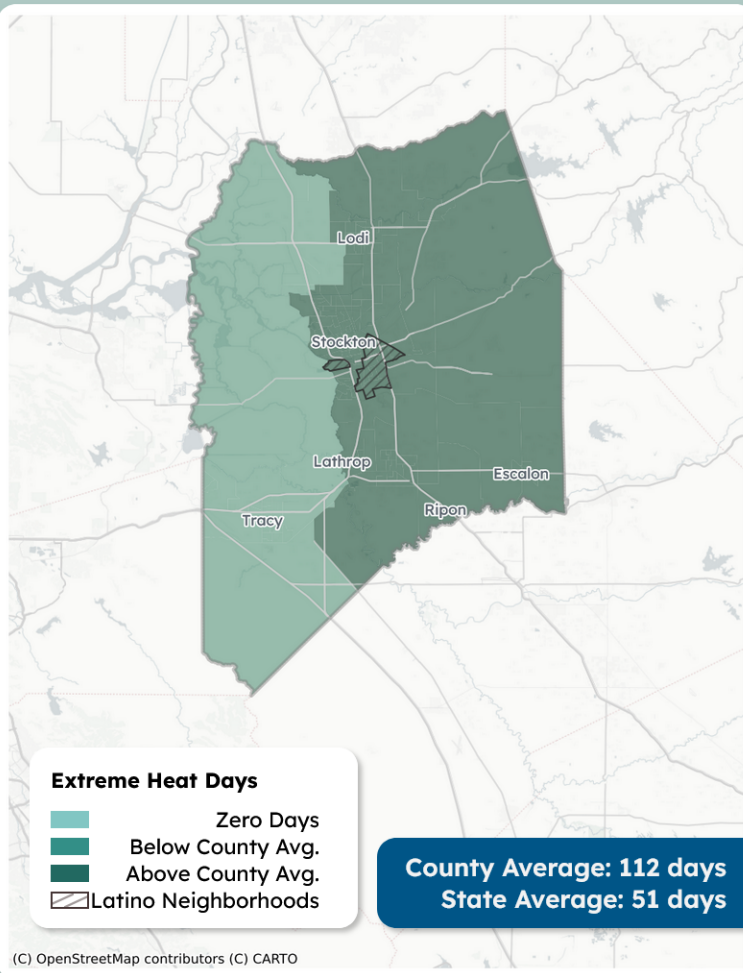 Lodi
Stockton
Lathrop
Escalon
Ripon
Tracy
Extreme Heat Days
Zero Days
Below County Avg.
Above County Avg.
Latino Neighborhoods
County Average: 112 days
State Average: 51 days
(C) OpenStreetMap contributors (C) CARTO